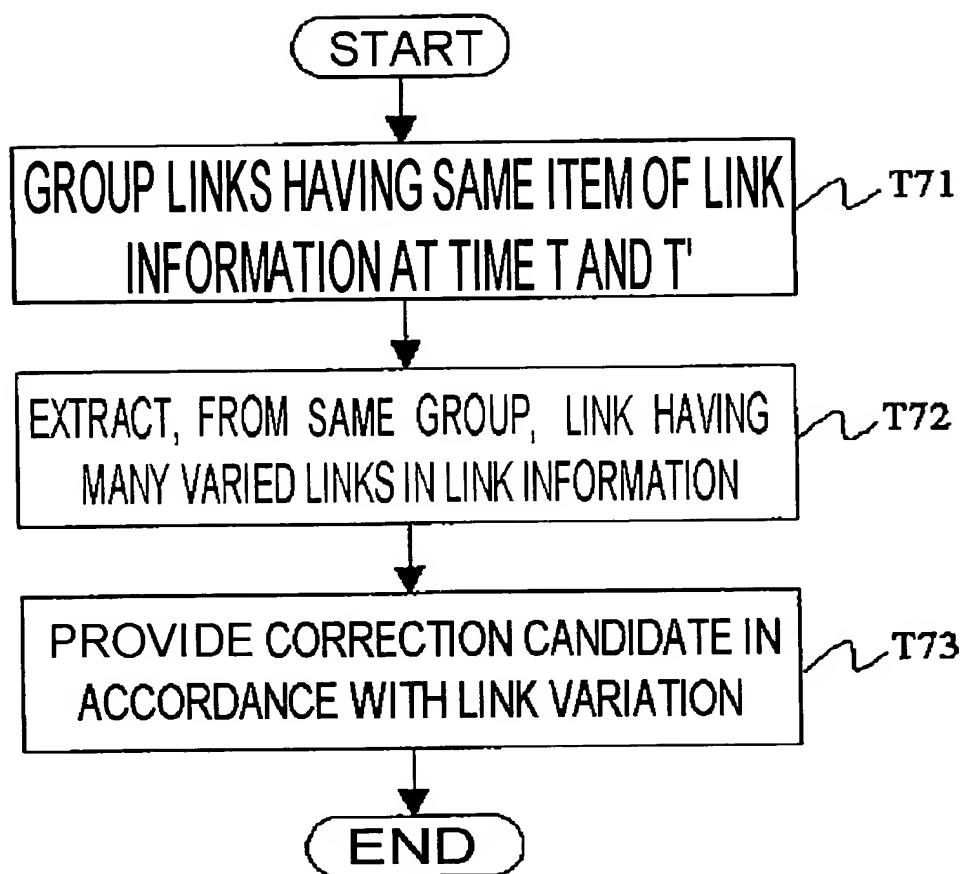 START
GROUP LINKS HAVING SAME ITEM OF LINK
INFORMATION AT TIME T AND T'
T71
EXTRACT, FROM SAME GROUP, LINK HAVING
MANY VARIED LINKS IN LINK INFORMATION
T72
PROVIDE CORRECTION CANDIDATE IN
ACCORDANCE WITH LINK VARIATION
T73
END